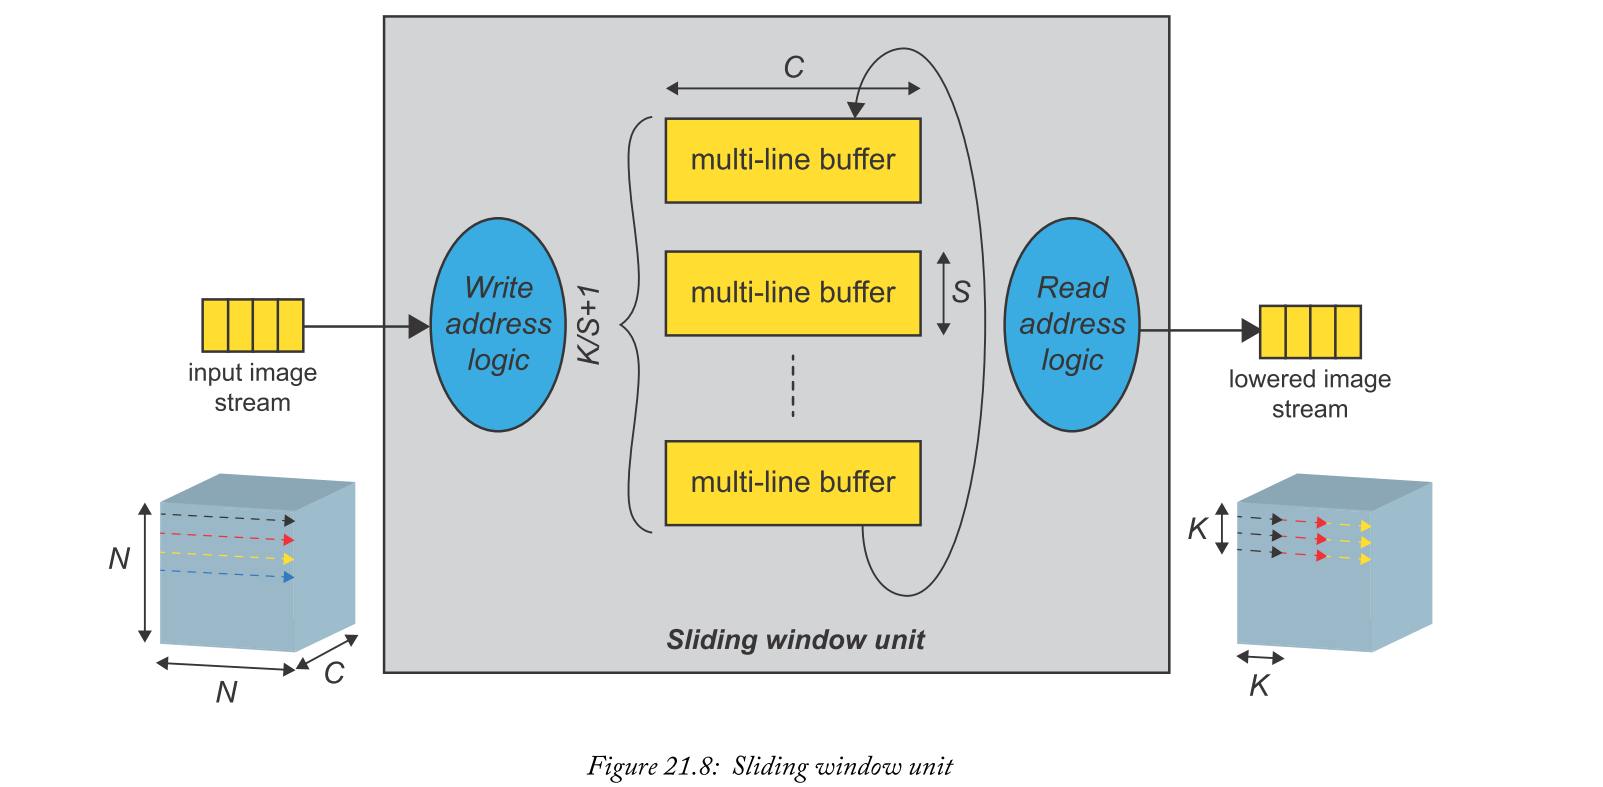 C
multi-line buffer
multi-line buffer
S
multi-line buffer
K/S+1
Write
address
logic
Read
address
logic
input image
stream
lowered image
stream
N
N
C
K
K
Sliding window unit
Figure 21.8: Sliding window unit